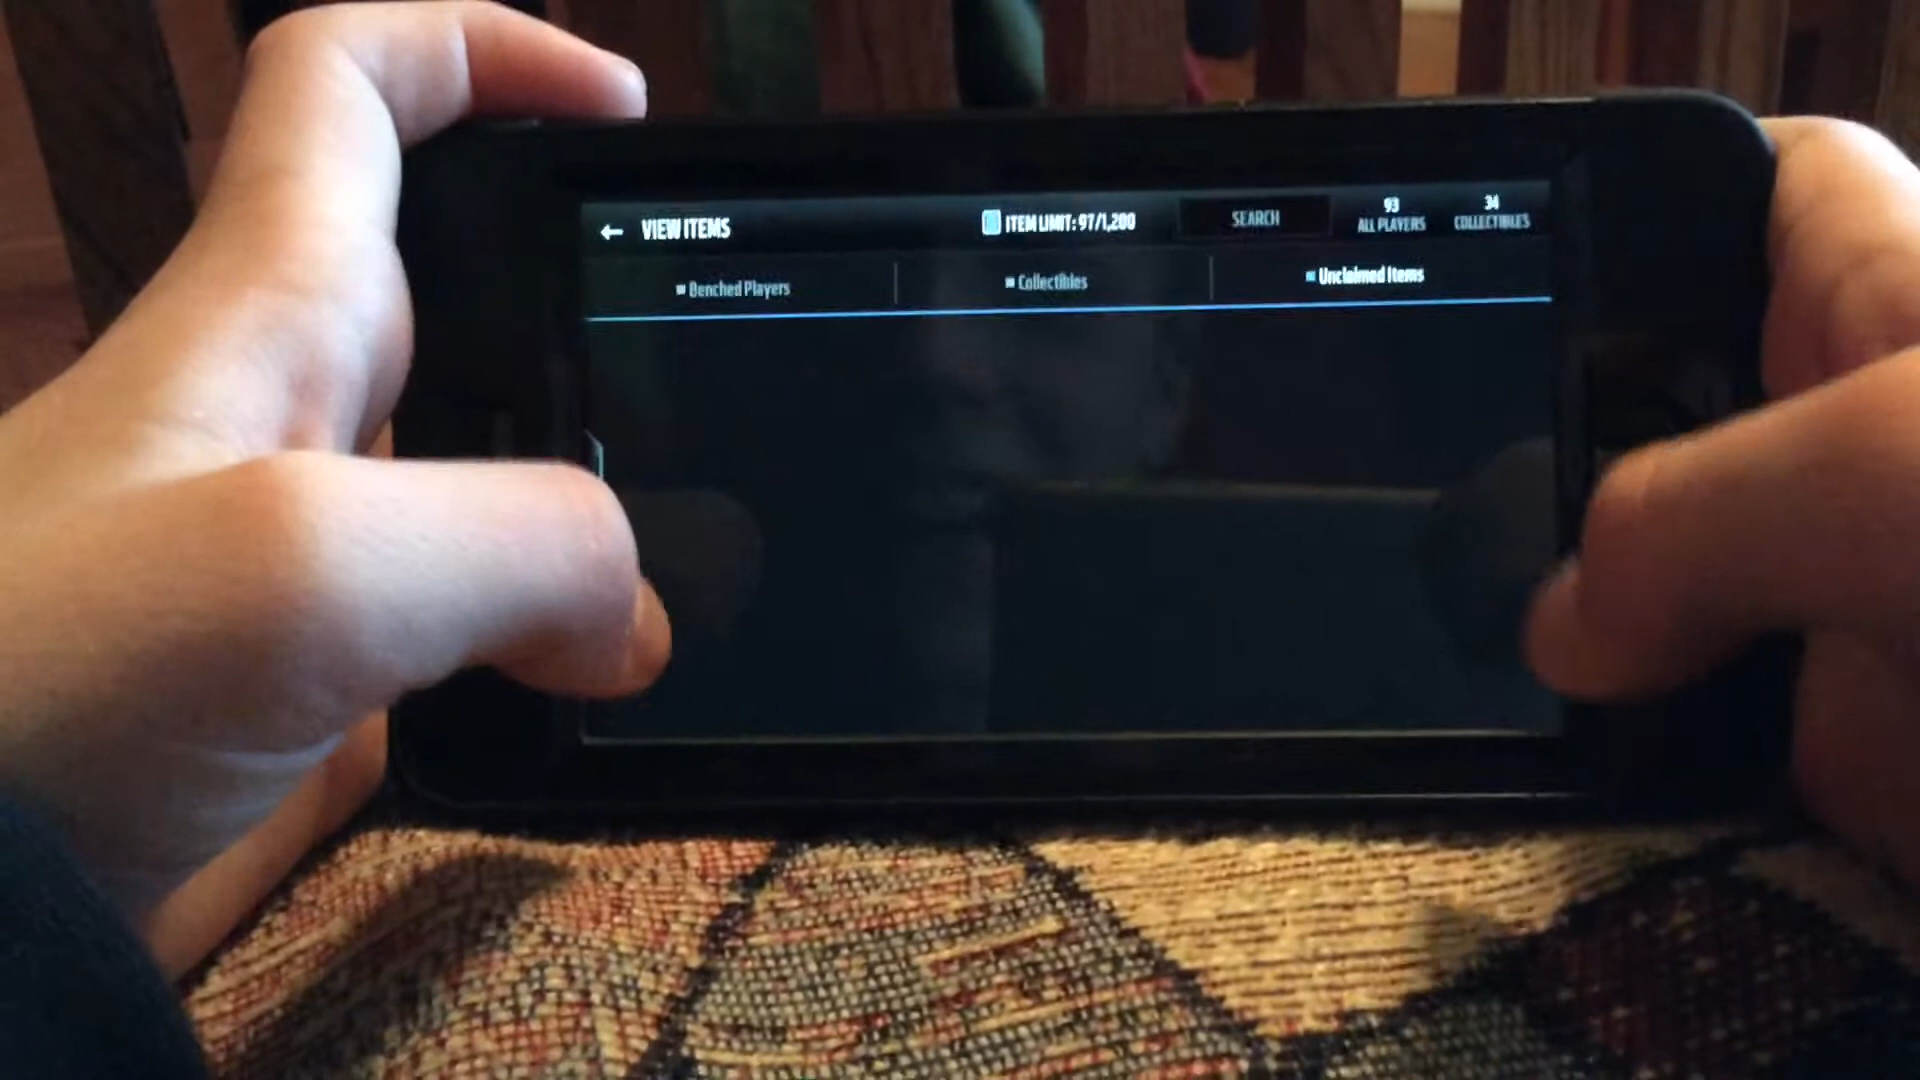 ← VIEW ITEMS
ITEM LIMIT: 97/1,200
SEARCH
93
ALL PLAYERS
34
COLLECTIBLES
Benched Players
Collectibles
Unclaimed Items